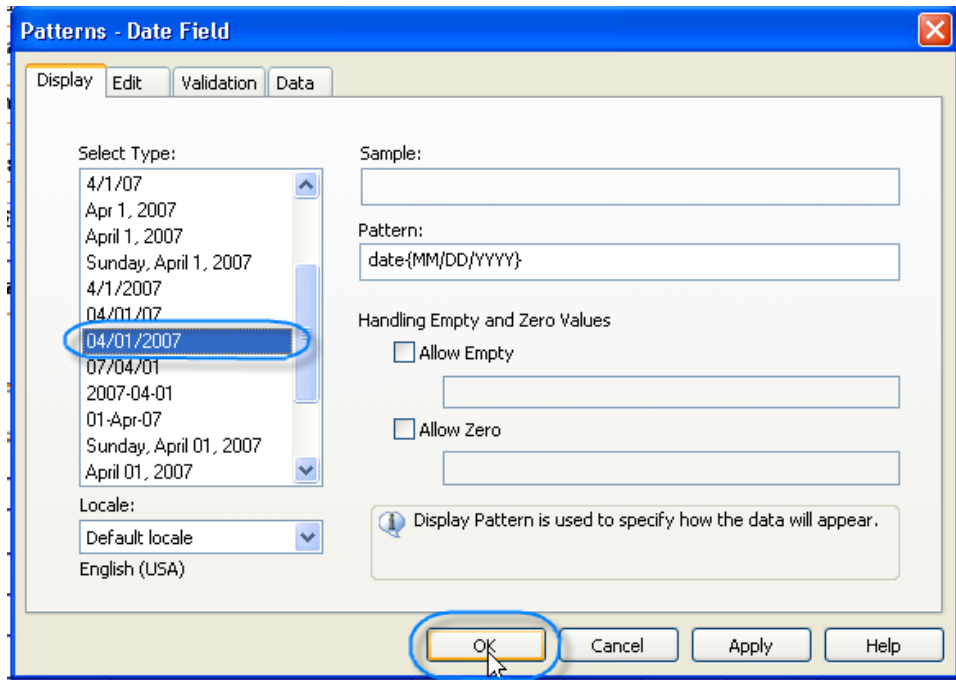 Patterns - Date Field
Display Edit Validation Data
Select Type:
4/1/07
Apr 1, 2007
April 1, 2007
Sunday, April 1, 2007
4/1/2007
04/01/07
04/01/2007
07/04/01
2007-04-01
01-Apr-07
Sunday, April 01, 2007
April 01, 2007
Locale:
Default locale
English (USA)
Sample:
Pattern:
date{MM/DD/YYYY}
Handling Empty and Zero Values
Allow Empty
Allow Zero
Display Pattern is used to specify how the data will appear.
OK Cancel Apply Help